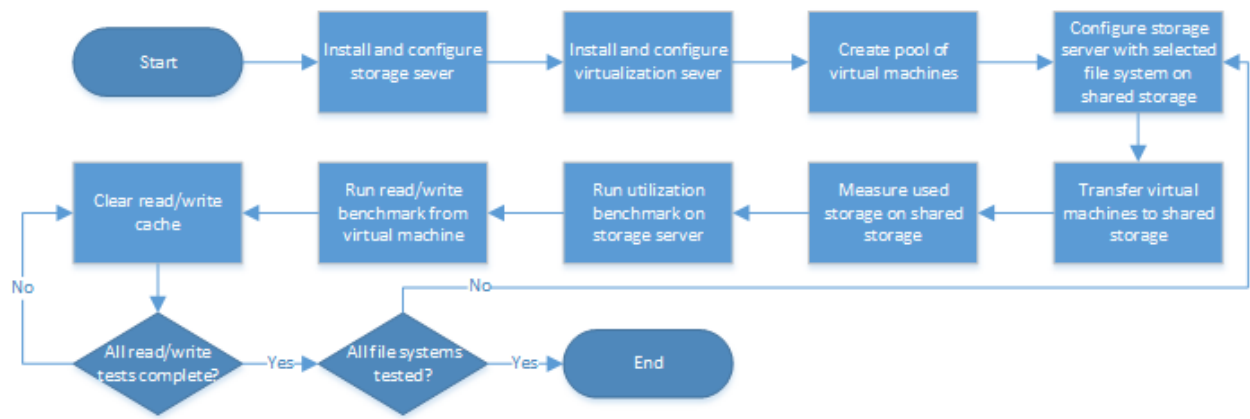 Start
Install and configure
storage sever
Install and configure
virtualization sever
Create pool of
virtual machines
Configure storage
server with selected
file system on
shared storage
Transfer virtual
machines to shared
storage
Measure used
storage on shared
storage
Run utilization
benchmark on
storage server
Run read/write
benchmark from
virtual machine
Clear read/write
cache
No
All read/write
tests complete?
Yes
All file systems
tested?
No
Yes
End